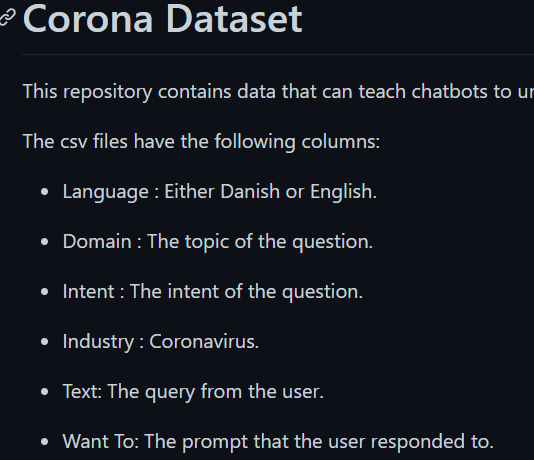 Corona Dataset
This repository contains data that can teach chatbots to
The csv files have the following columns:
Language : Either Danish or English.
Domain : The topic of the question.
Intent : The intent of the question.
Industry : Coronavirus.
Text: The query from the user.
Want To: The prompt that the user responded to.